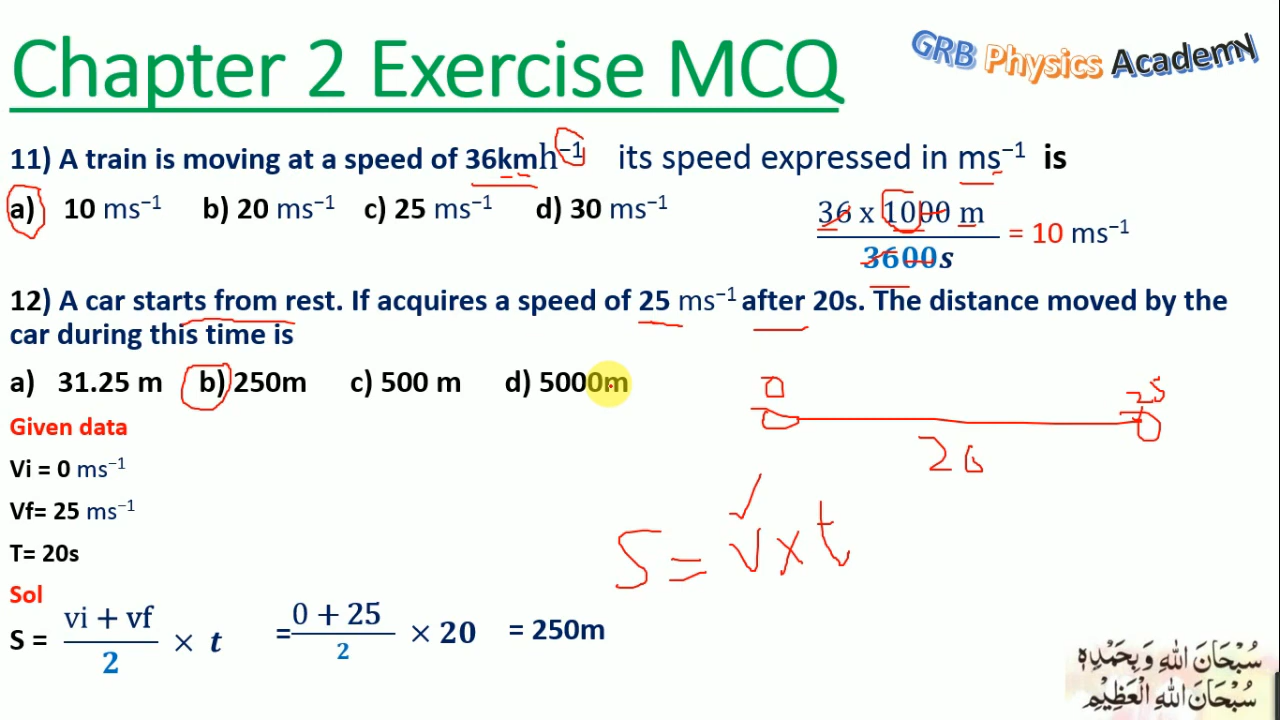 Chapter 2 Exercise MCQ
GRB Physics Academy
11) A train is moving at a speed of 36kmh⁻¹ its speed expressed in ms⁻¹ is
a) 10 ms⁻¹ b) 20 ms⁻¹ c) 25 ms⁻¹ d) 30 ms⁻¹
36 x 1000 m
3600s
= 10 ms⁻¹
12) A car starts from rest. If acquires a speed of 25 ms⁻¹ after 20s. The distance moved by the
car during this time is
a) 31.25 m b) 250m c) 500 m d) 5000m
0 25
20
Given data
Vi = 0 ms⁻¹
Vf= 25 ms⁻¹
T= 20s
S = v x t
Sol
S = (vi + vf)/2 × t = (0 + 25)/2 × 20 = 250m
سُبْحَانَ اللهِ وَبِحَمْدِهٖ
سُبْحَانَ اللهِ الْعَظِيْمِ